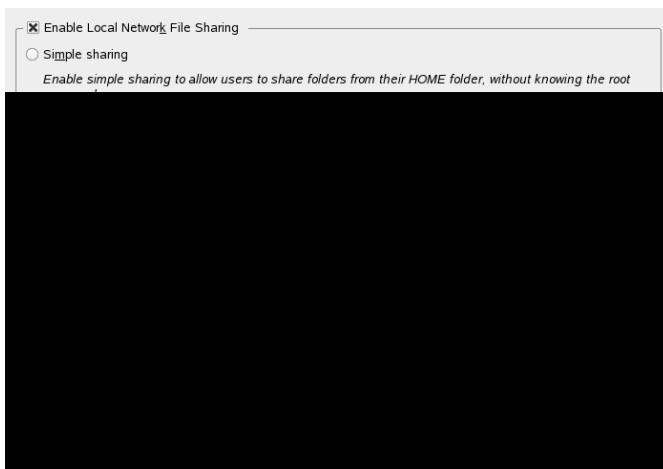 Enable Local Network File Sharing
Simple sharing
Enable simple sharing to allow users to share folders from their HOME folder, without knowing the root